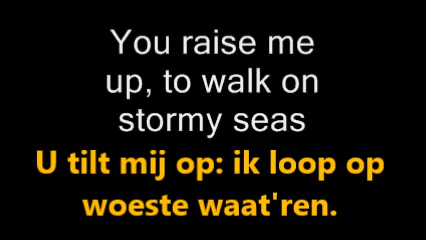 You raise me
up, to walk on
stormy seas
U tilt mij op: ik loop op
woeste waat'ren.